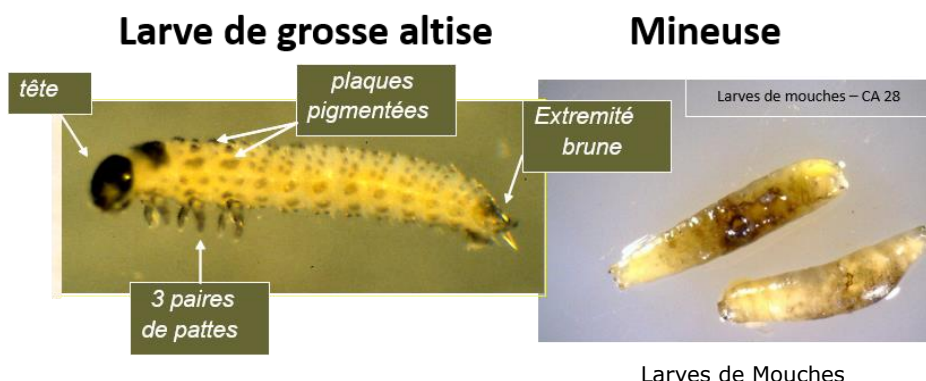 Larve de grosse altise
Mineuse
tête
plaques
pigmentées
Extremité
brune
Larves de mouches – CA 28
3 paires
de pattes
Larves de Mouches